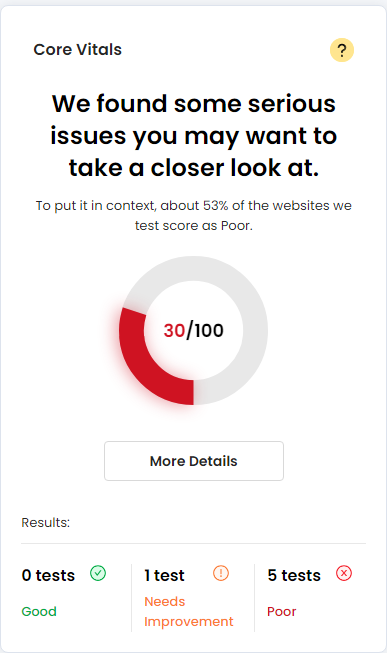 Core Vitals
?
We found some serious
issues you may want to
take a closer look at.
To put it in context, about 53% of the websites we
test score as Poor.
30/100
More Details
Results:
0 tests
Good
1 test
Needs
Improvement
5 tests
Poor